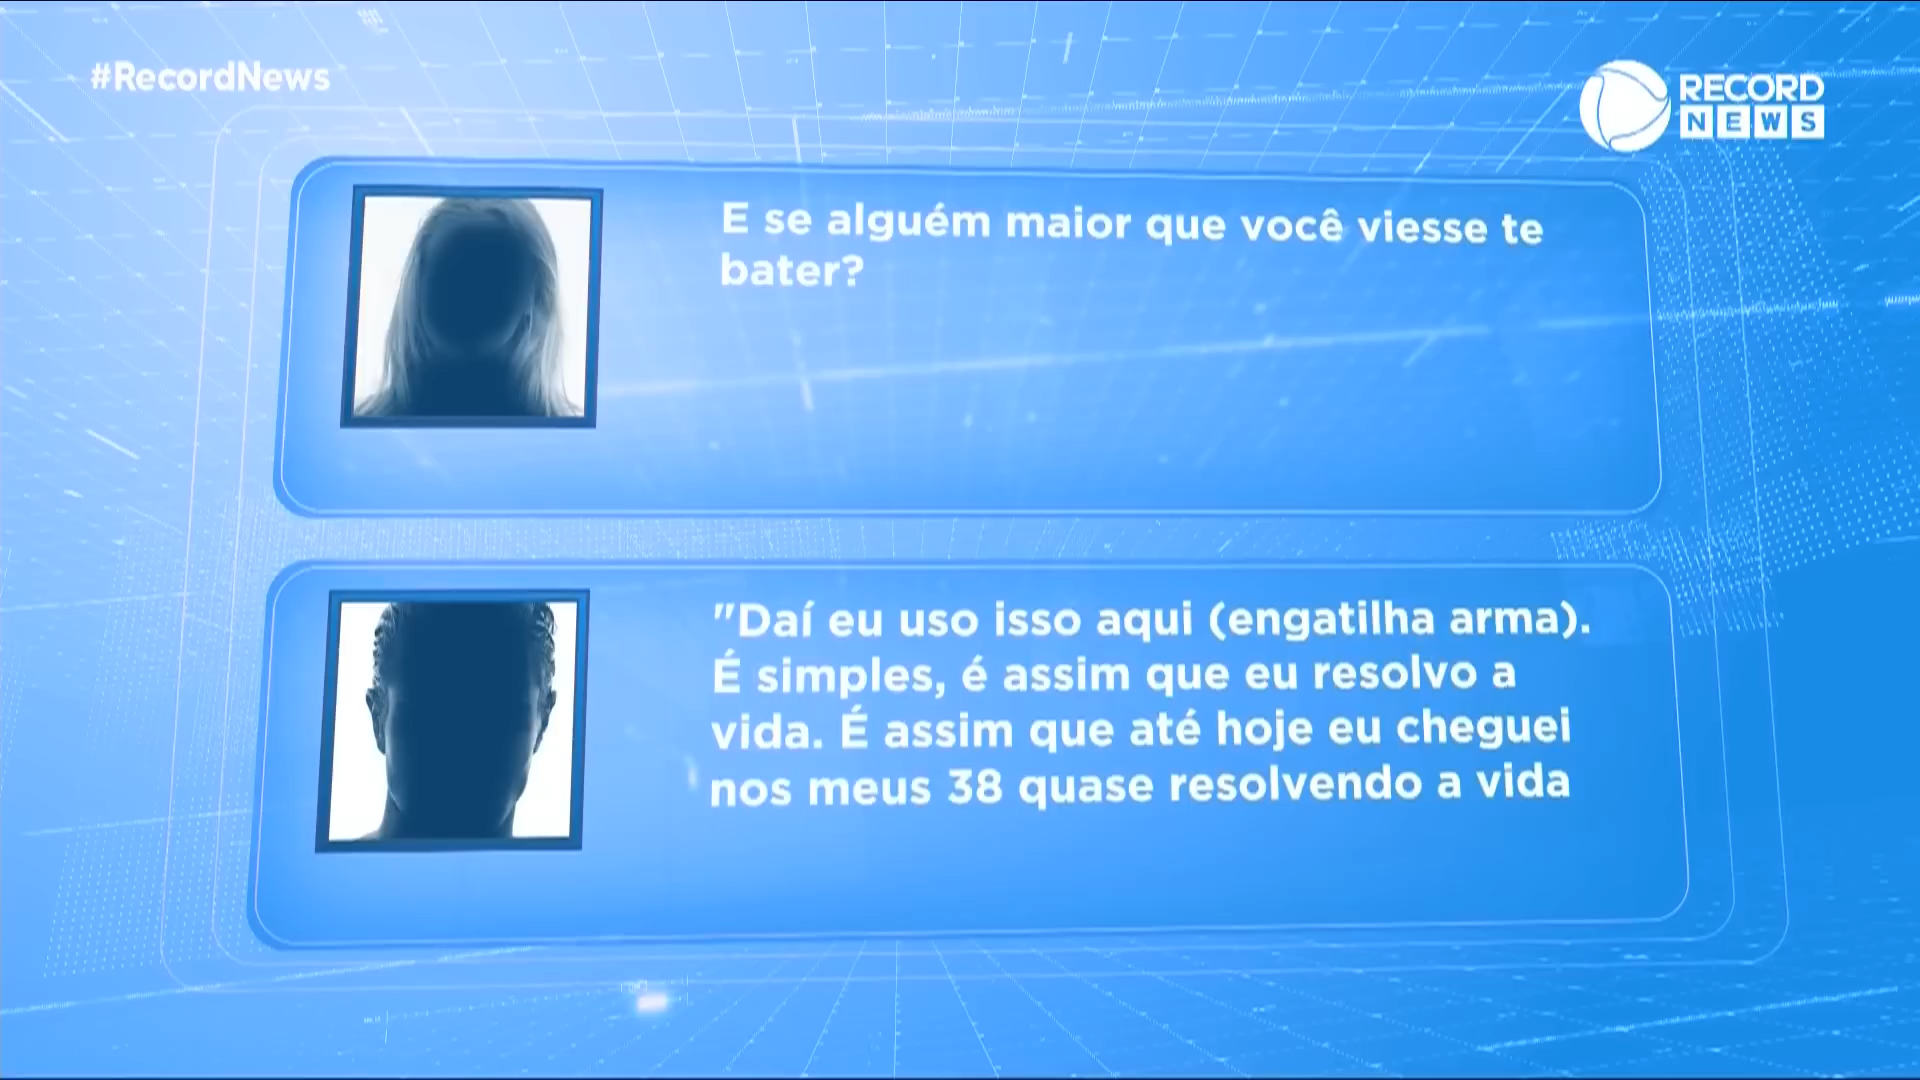 #RecordNews
RECORD
NEWS
E se alguém maior que você viesse te
bater?
"Daí eu uso isso aqui (engatilha arma).
É simples, é assim que eu resolvo a
vida. É assim que até hoje eu cheguei
nos meus 38 quase resolvendo a vida